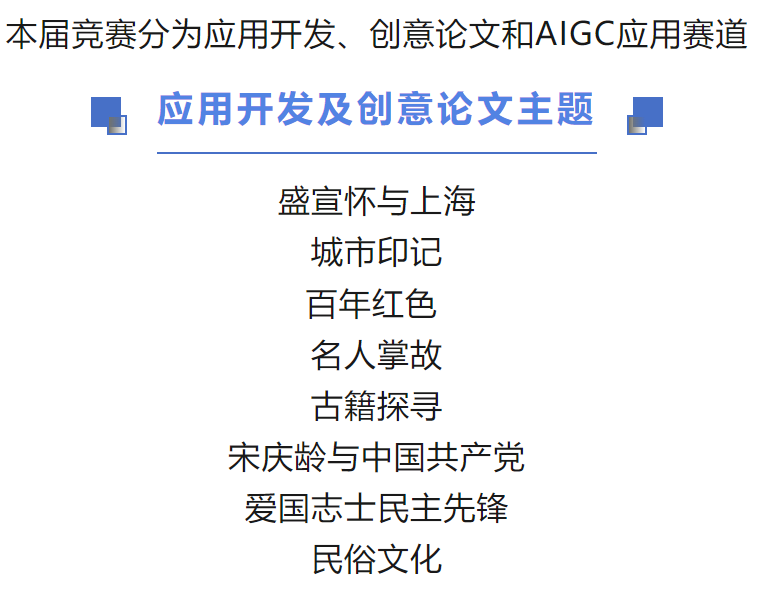 本届竞赛分为应用开发、创意论文和AIGC应用赛道
应用开发及创意论文主题
盛宣怀与上海
城市印记
百年红色
名人掌故
古籍探寻
宋庆龄与中国共产党
爱国志士民主先锋
民俗文化